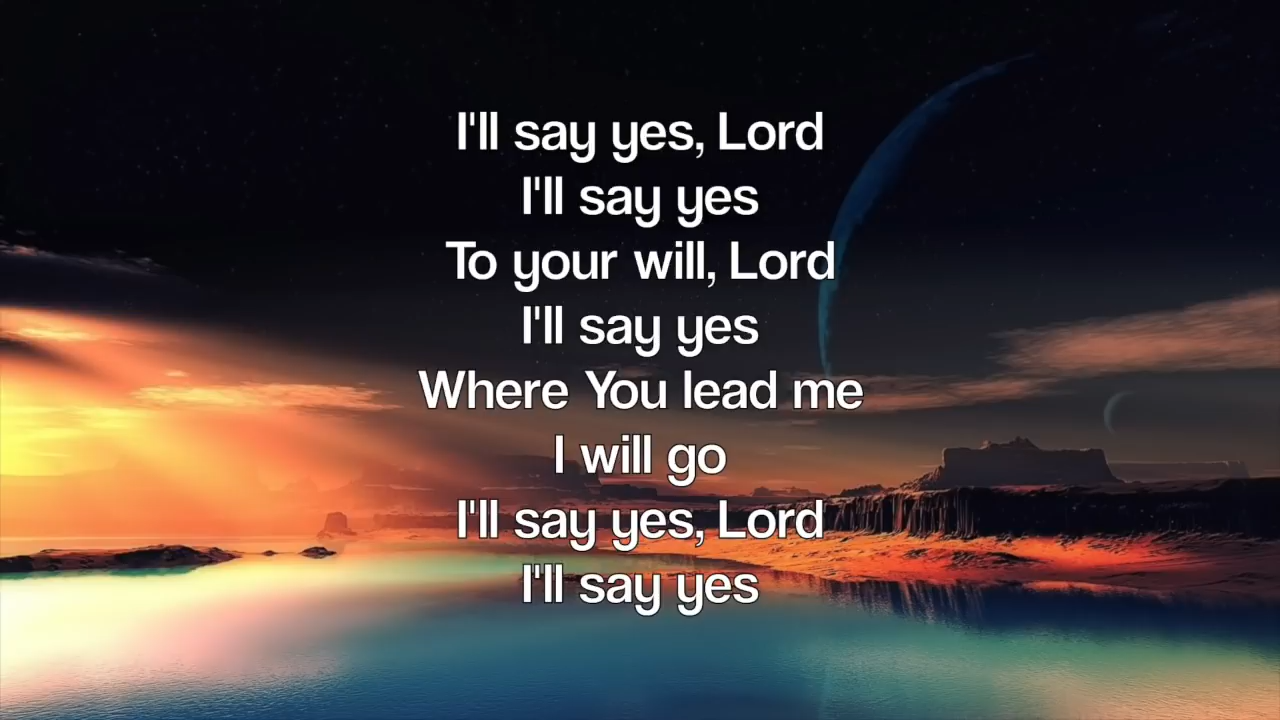 I'll say yes, Lord
I'll say yes
To your will, Lord
I'll say yes
Where You lead me
I will go
I'll say yes, Lord
I'll say yes